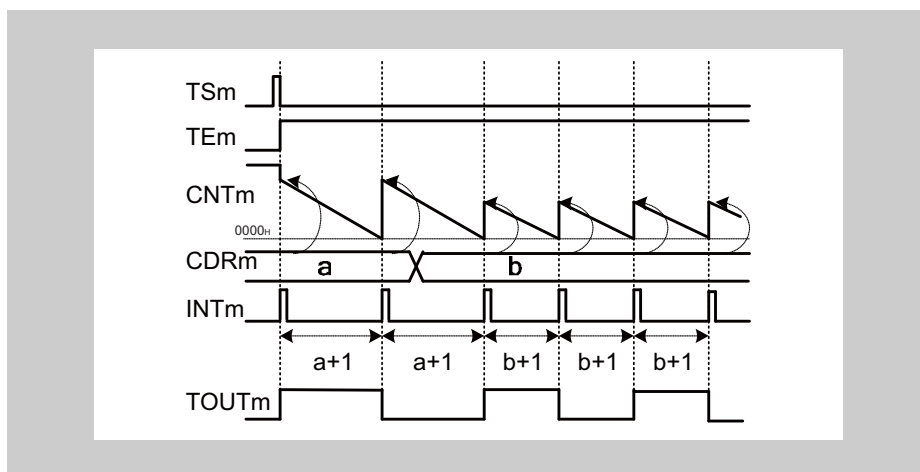 TSm
TEm
CNTm
0000H
CDRm
a b
INTm
a+1 a+1 b+1 b+1 b+1
TOUTm